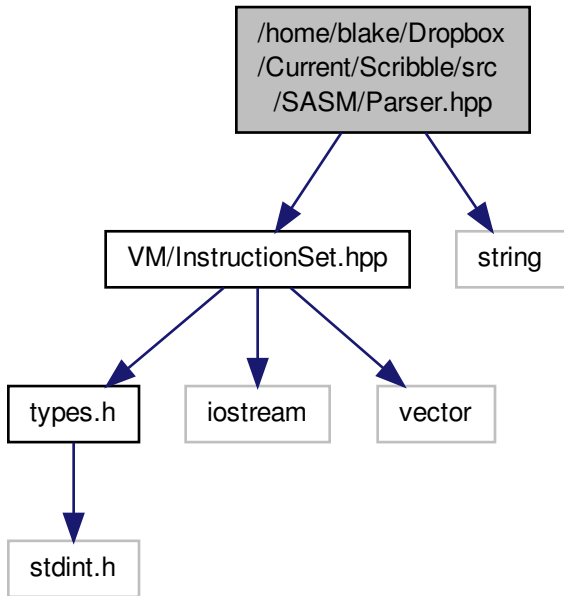 /home/blake/Dropbox
/Current/Scribble/src
/SASM/Parser.hpp
VM/InstructionSet.hpp
string
types.h
iostream
vector
stdint.h